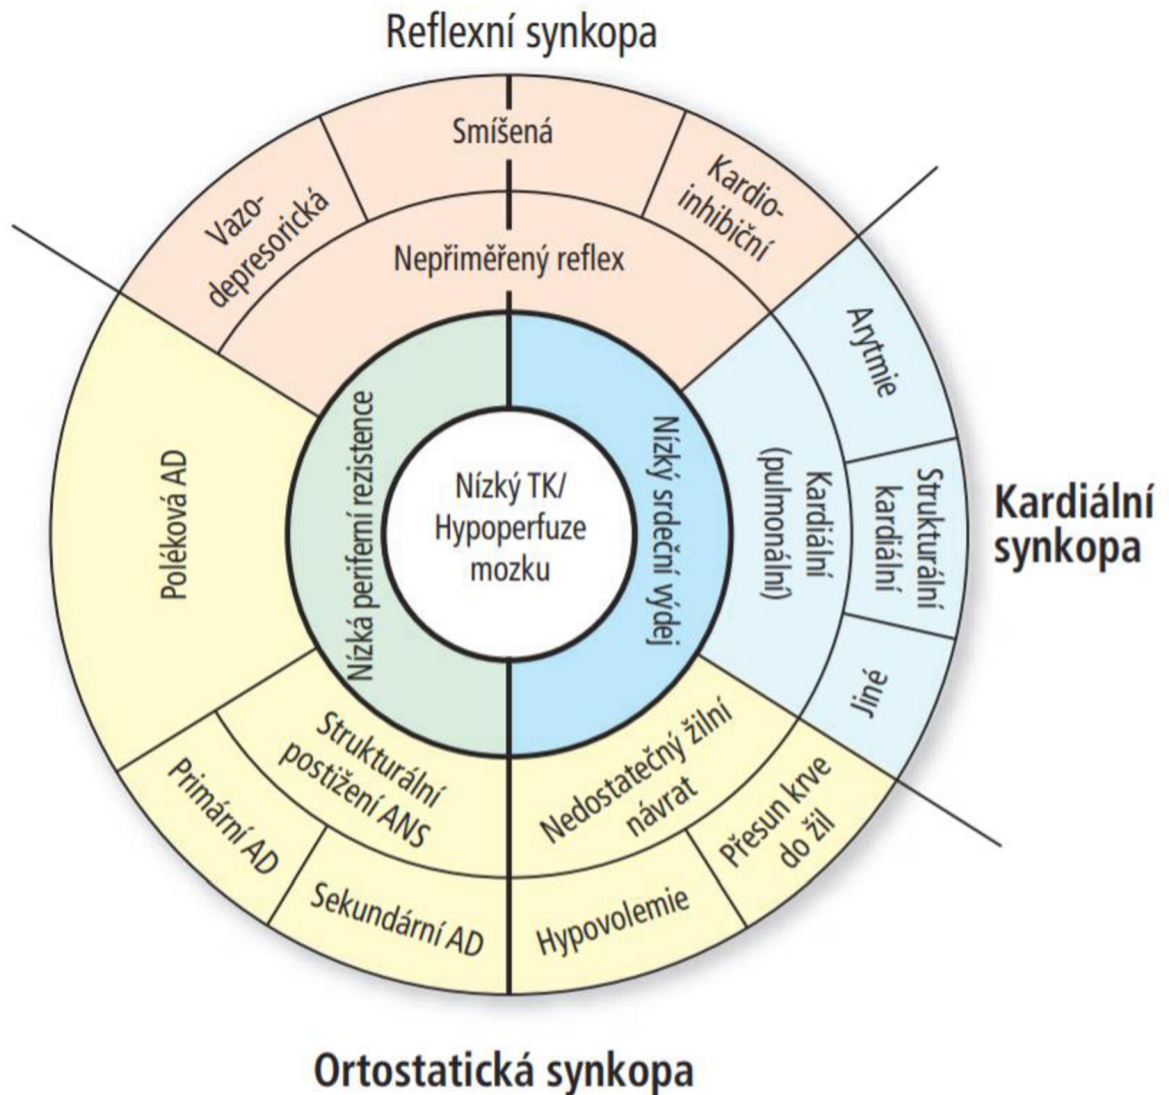 Reflexní synkopa
Smíšená
Vazo-
depresorická
Kardio-
inhibiční
Nepřiměřený reflex
Arytmie
Nízká periferní rezistence
Nízký srdeční výdej
Nízký TK/
Hypoperfuze
mozku
Poléková AD
Kardiální
(pulmonální)
Strukturální
kardiální
Kardiální
synkopa
Jiné
Strukturální
postižení ANS
Nedostatečný žilní
návrat
Primární AD
Přesun krve
do žil
Sekundární AD
Hypovolemie
Ortostatická synkopa